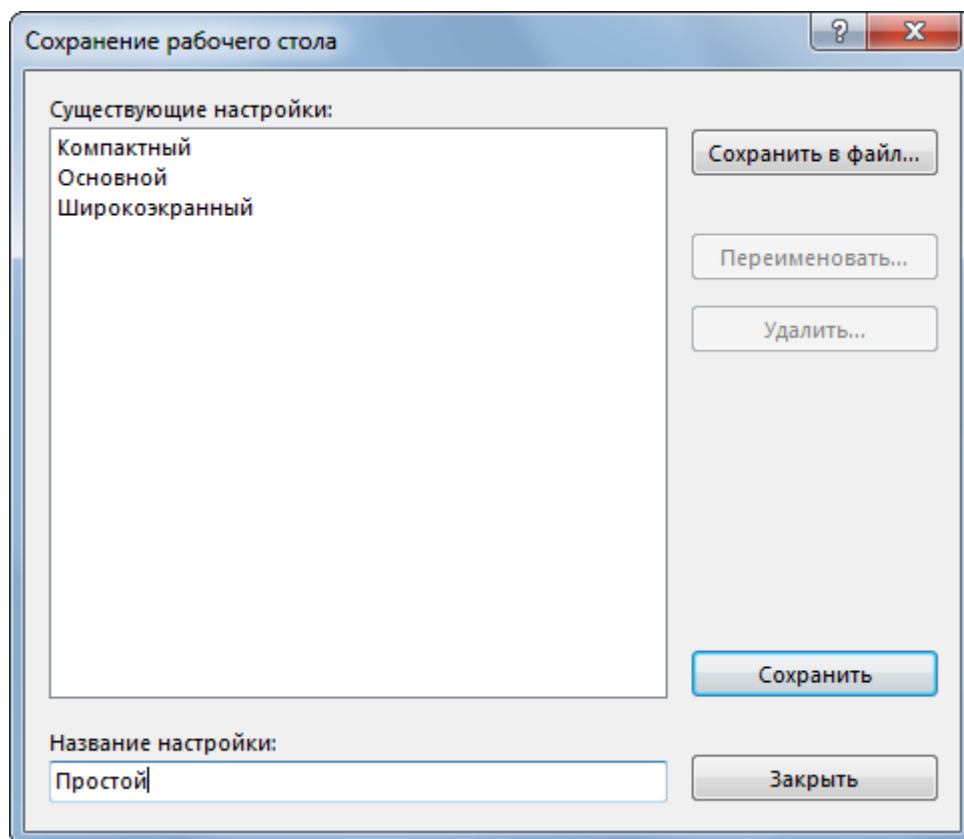 Сохранение рабочего стола
Существующие настройки:
Компактный
Основной
Широкоэкранный
Сохранить в файл...
Переименовать...
Удалить...
Сохранить
Название настройки:
Простой
Закрыть